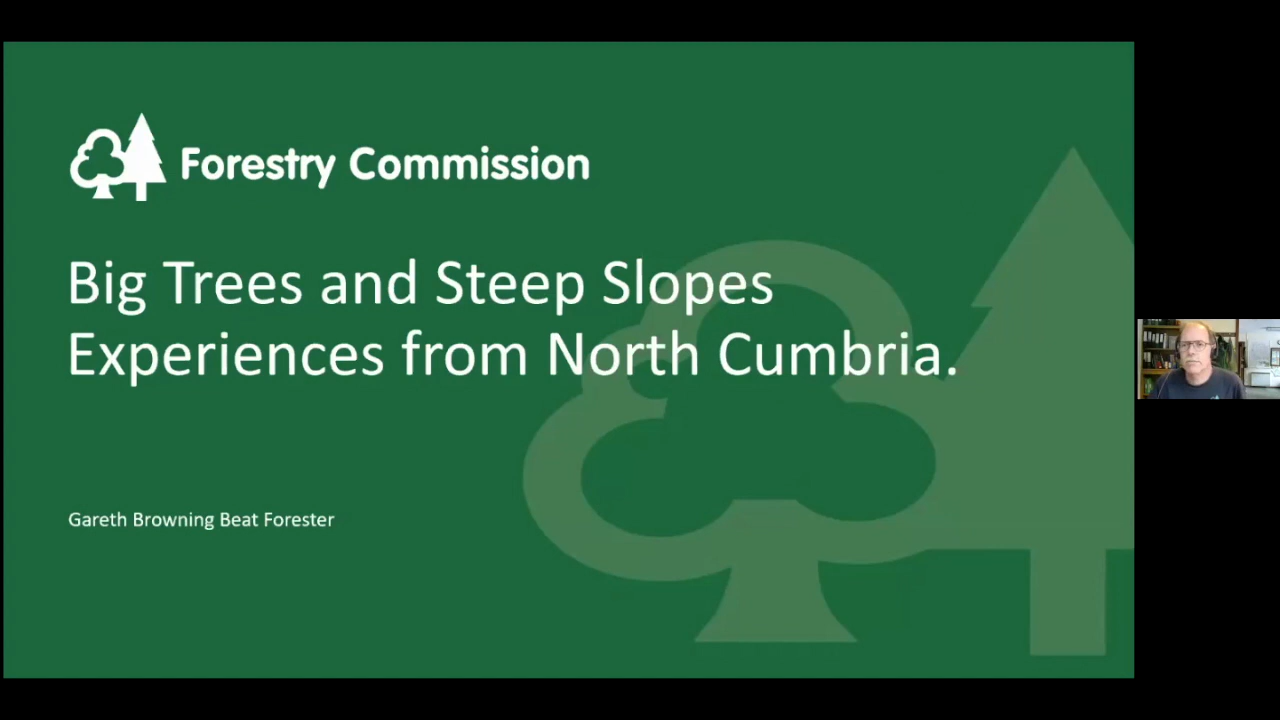 Forestry Commission
Big Trees and Steep Slopes
Experiences from North Cumbria.
Gareth Browning Beat Forester